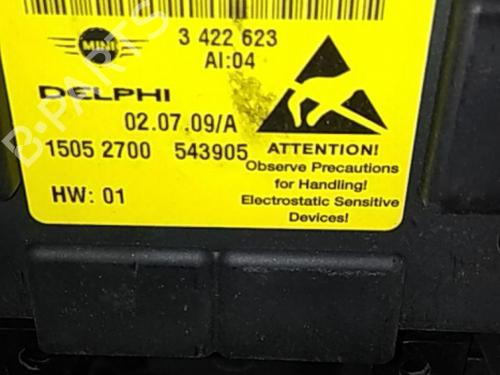 MINI
3 422 623
AI:04
DELPHI
02.07.09/A
1505 2700 543905
HW: 01
ATTENTION!
Observe Precautions
for Handling!
Electrostatic Sensitive
Devices!
B-PARTS